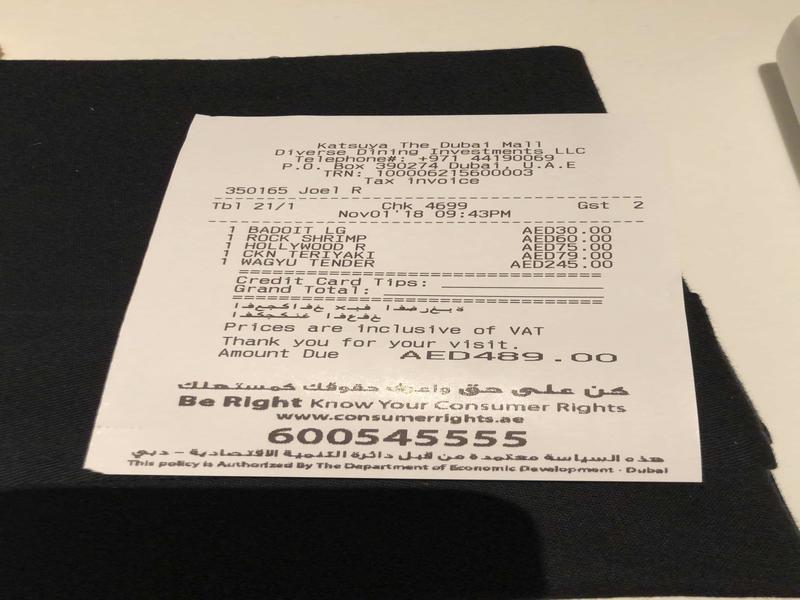 Katsuya The Dubai Mall
Diverse Dining Investments LLC
Telephone#: +971 44190069
P.O. Box 390274 Dubai, U.A.E
TRN: 100006215600003
Tax invoice
350165 Joel R
Tbl 21/1 Chk 4699 Gst 2
Nov01'18 09:43PM
1 BADOIT LG AED30.00
1 ROCK SHRIMP AED60.00
1 HOLLYWOOD R AED75.00
1 CKN TERIYAKI AED79.00
1 WAGYU TENDER AED245.00
Credit Card Tips:
Grand Total:
Prices are inclusive of VAT
Thank you for your visit.
Amount Due AED489.00
كن على حق واعرف حقوقك كمستهلك
Be Right Know Your Consumer Rights
www.consumerrights.ae
600545555
هذه السياسة معتمدة من قبل دائرة التنمية الاقتصادية - دبي
This policy is Authorized By The Department of Economic Development - Dubai